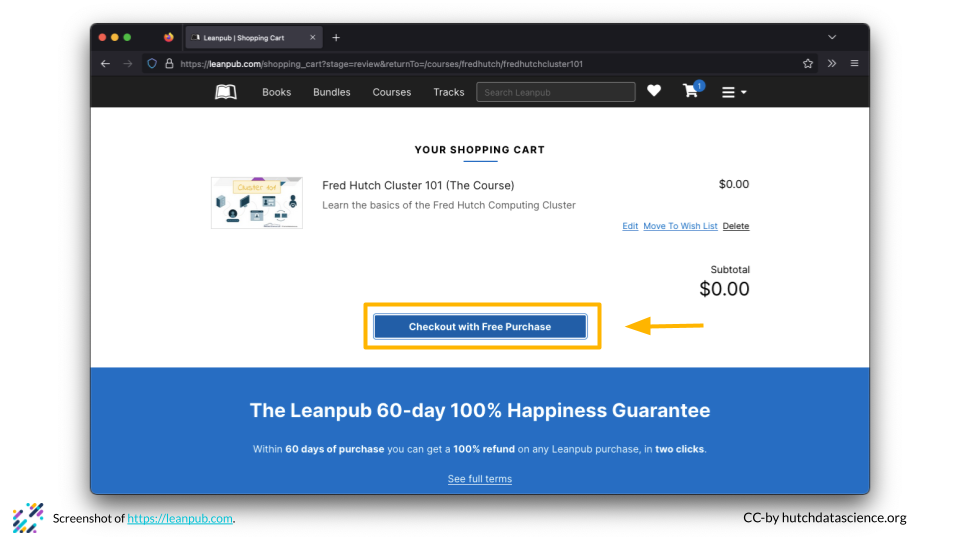 Leanpub | Shopping Cart
https://leanpub.com/shopping_cart?stage=review&returnTo=/courses/fredhutch/fredhutchcluster101
Books Bundles Courses Tracks Search Leanpub 1
YOUR SHOPPING CART
Cluster 101
Fred Hutch Cluster 101 (The Course) $0.00
Learn the basics of the Fred Hutch Computing Cluster
Edit Move To Wish List Delete
Subtotal
$0.00
Checkout with Free Purchase
The Leanpub 60-day 100% Happiness Guarantee
Within 60 days of purchase you can get a 100% refund on any Leanpub purchase, in two clicks.
See full terms
Screenshot of https://leanpub.com.
CC-by hutchdatascience.org